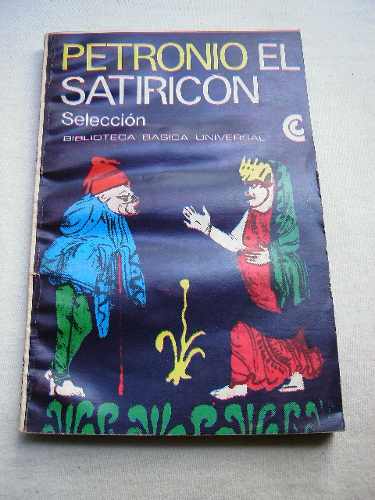 PETRONIO EL
SATIRICON
Selección
BIBLIOTECA BASICA UNIVERSAL